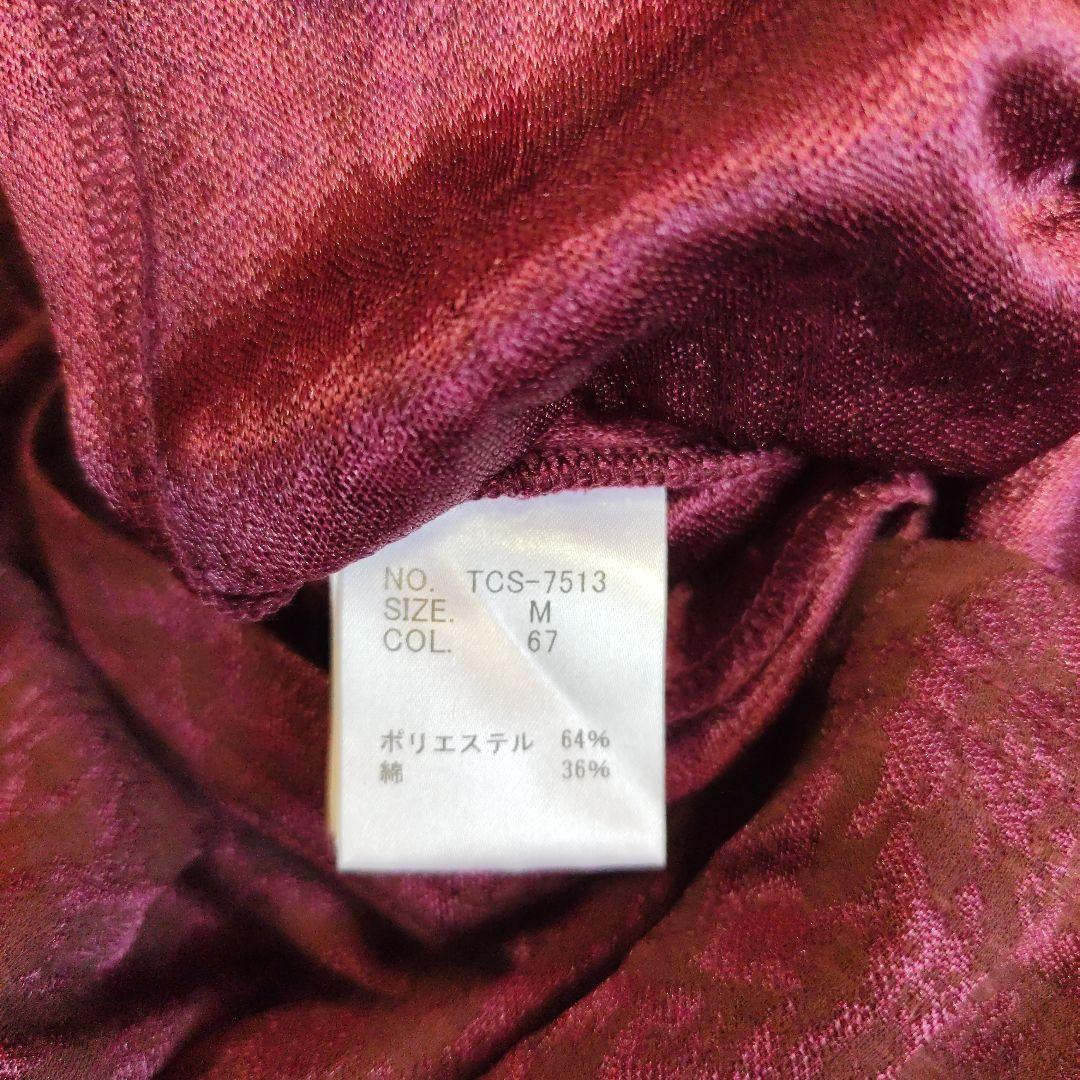 NO. TCS-7513
SIZE. M
COL. 67
ポリエステル 64%
綿 36%